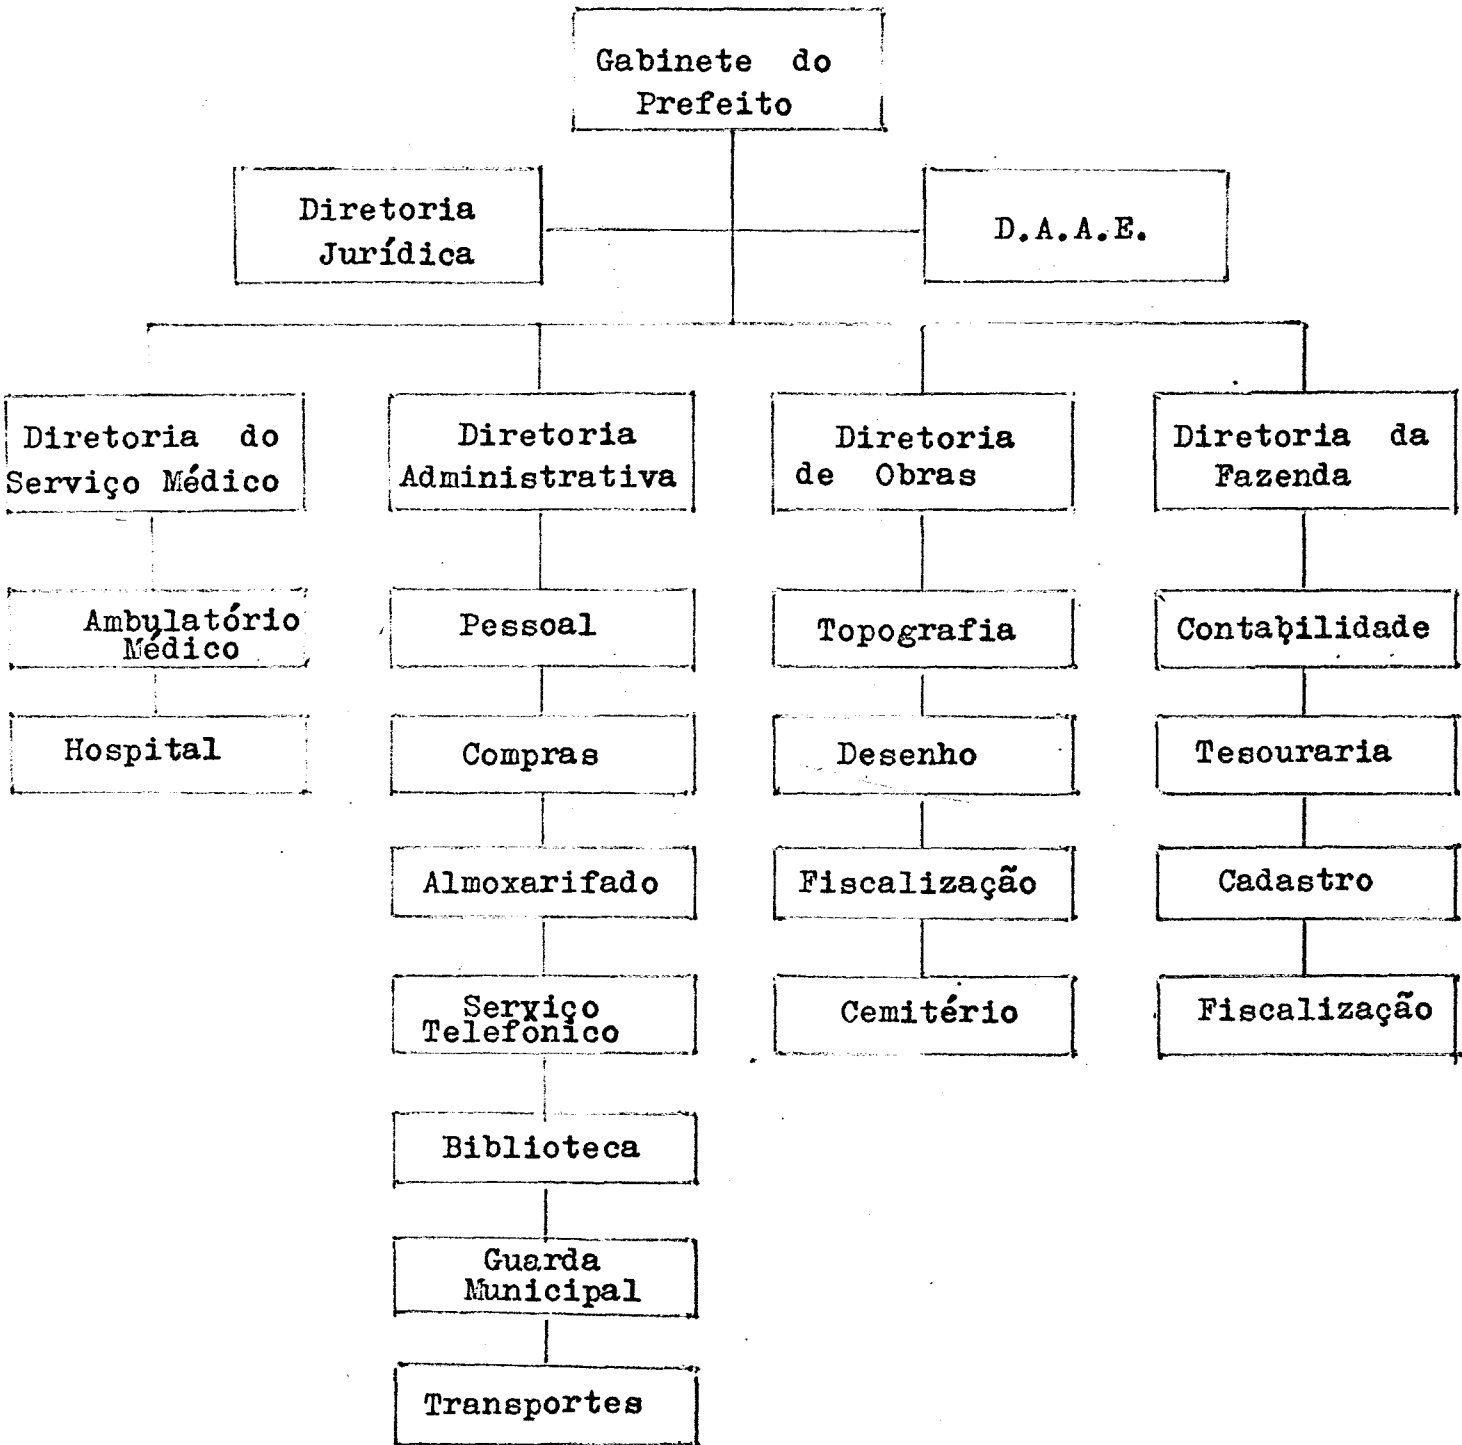 Gabinete do
Prefeito
Diretoria
Jurídica
D.A.A.E.
Diretoria do
Serviço Médico
Diretoria
Administrativa
Diretoria
de Obras
Diretoria da
Fazenda
Ambulatório
Médico
Pessoal
Topografia
Contabilidade
Hospital
Compras
Desenho
Tesouraria
Almoxarifado
Fiscalização
Cadastro
Serviço
Telefonico
Cemitério
Fiscalização
Biblioteca
Guarda
Municipal
Transportes